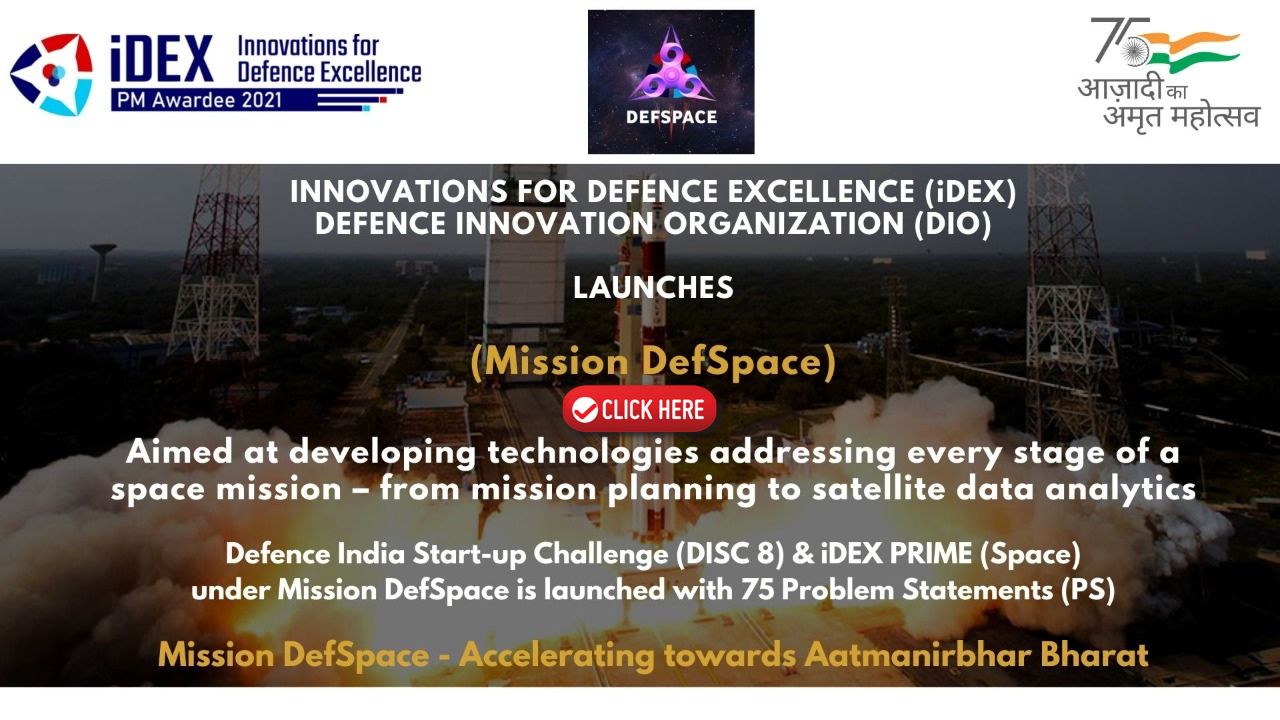 iDEX
Innovations for
Defence Excellence
PM Awardee 2021
DEFSPACE
75
आज़ादी का
अमृत महोत्सव
INNOVATIONS FOR DEFENCE EXCELLENCE (iDEX)
DEFENCE INNOVATION ORGANIZATION (DIO)
LAUNCHES
(Mission DefSpace)
CLICK HERE
Aimed at developing technologies addressing every stage of a
space mission – from mission planning to satellite data analytics
Defence India Start-up Challenge (DISC 8) & iDEX PRIME (Space)
under Mission DefSpace is launched with 75 Problem Statements (PS)
Mission DefSpace - Accelerating towards Aatmanirbhar Bharat